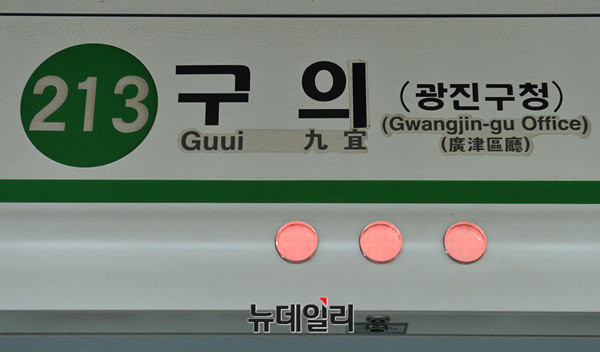 213 구의 (광진구청)
Guui 九宜 (Gwangjin-gu Office)
(廣津區廳)
뉴데일리